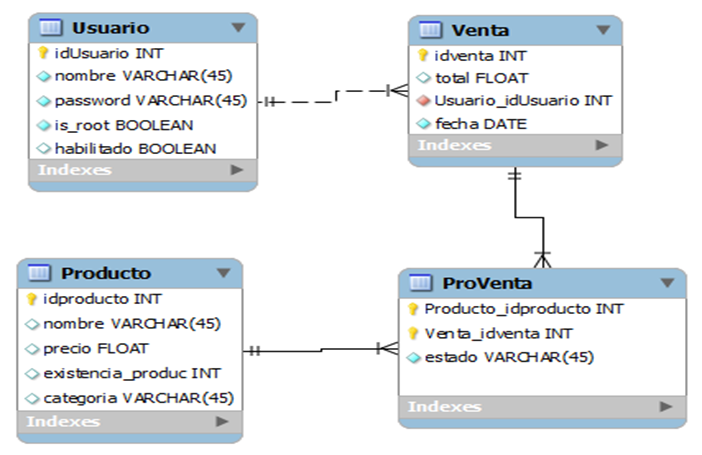 Usuario
idUsuario INT
nombre VARCHAR(45)
password VARCHAR(45)
is_root BOOLEAN
habilitado BOOLEAN
Indexes
Venta
idventa INT
total FLOAT
Usuario_idUsuario INT
fecha DATE
Indexes
Producto
idproducto INT
nombre VARCHAR(45)
precio FLOAT
existencia_produc INT
categoria VARCHAR(45)
Indexes
ProVenta
Producto_idproducto INT
Venta_idventa INT
estado VARCHAR(45)
Indexes